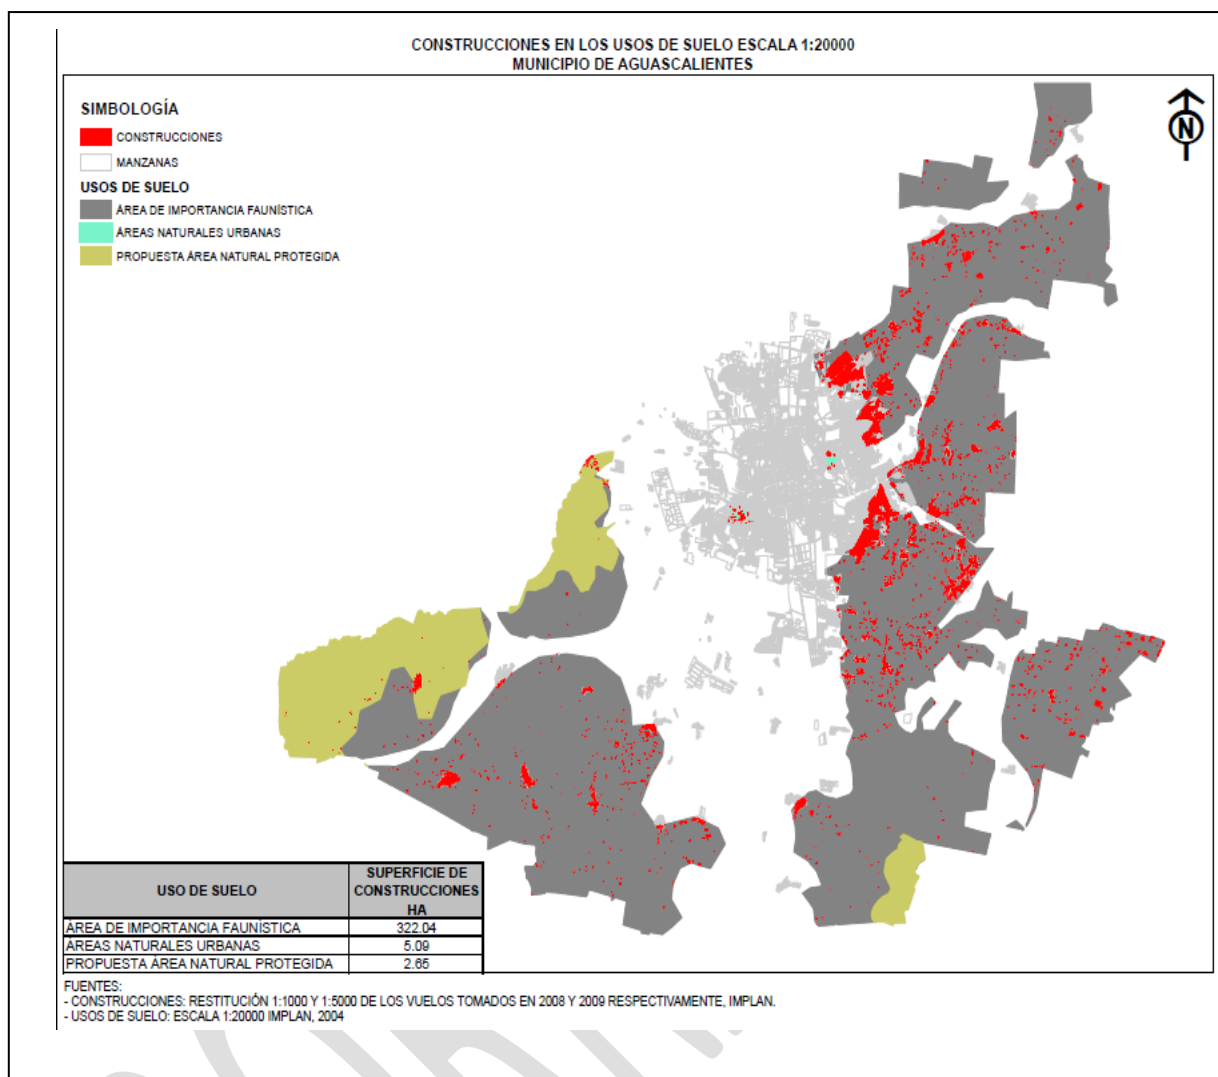 CONSTRUCCIONES EN LOS USOS DE SUELO ESCALA 1:20000
MUNICIPIO DE AGUASCALIENTES
SIMBOLOGÍA
CONSTRUCCIONES
MANZANAS
USOS DE SUELO
ÁREA DE IMPORTANCIA FAUNÍSTICA
ÁREAS NATURALES URBANAS
PROPUESTA ÁREA NATURAL PROTEGIDA
N
USO DE SUELO
SUPERFICIE DE
CONSTRUCCIONES
HA
ÁREA DE IMPORTANCIA FAUNÍSTICA 322.04
ÁREAS NATURALES URBANAS 5.09
PROPUESTA ÁREA NATURAL PROTEGIDA 2.65
FUENTES:
- CONSTRUCCIONES: RESTITUCIÓN 1:1000 Y 1:5000 DE LOS VUELOS TOMADOS EN 2008 Y 2009 RESPECTIVAMENTE, IMPLAN.
- USOS DE SUELO: ESCALA 1:20000 IMPLAN, 2004